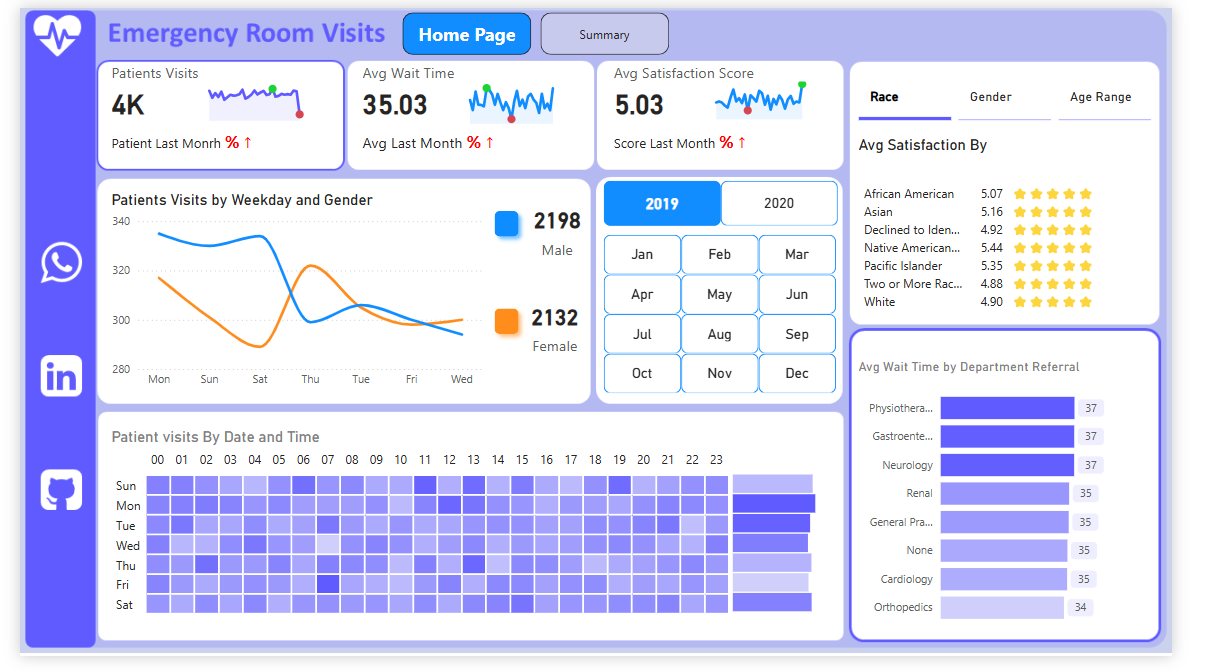 Emergency Room Visits
Home Page
Summary
Patients Visits
4K
Patient Last Monrh % ↑
Avg Wait Time
35.03
Avg Last Month % ↑
Avg Satisfaction Score
5.03
Score Last Month % ↑
Race Gender Age Range
Avg Satisfaction By
African American 5.07
Asian 5.16
Declined to Iden... 4.92
Native American... 5.44
Pacific Islander 5.35
Two or More Rac... 4.88
White 4.90
Patients Visits by Weekday and Gender
340
320
300
280
Mon Sun Sat Thu Tue Fri Wed
2198
Male
2132
Female
2019 2020
Jan Feb Mar
Apr May Jun
Jul Aug Sep
Oct Nov Dec
Avg Wait Time by Department Referral
Physiothera... 37
Gastroente... 37
Neurology 37
Renal 35
General Pra... 35
None 35
Cardiology 35
Orthopedics 34
Patient visits By Date and Time
00 01 02 03 04 05 06 07 08 09 10 11 12 13 14 15 16 17 18 19 20 21 22 23
Sun
Mon
Tue
Wed
Thu
Fri
Sat
in